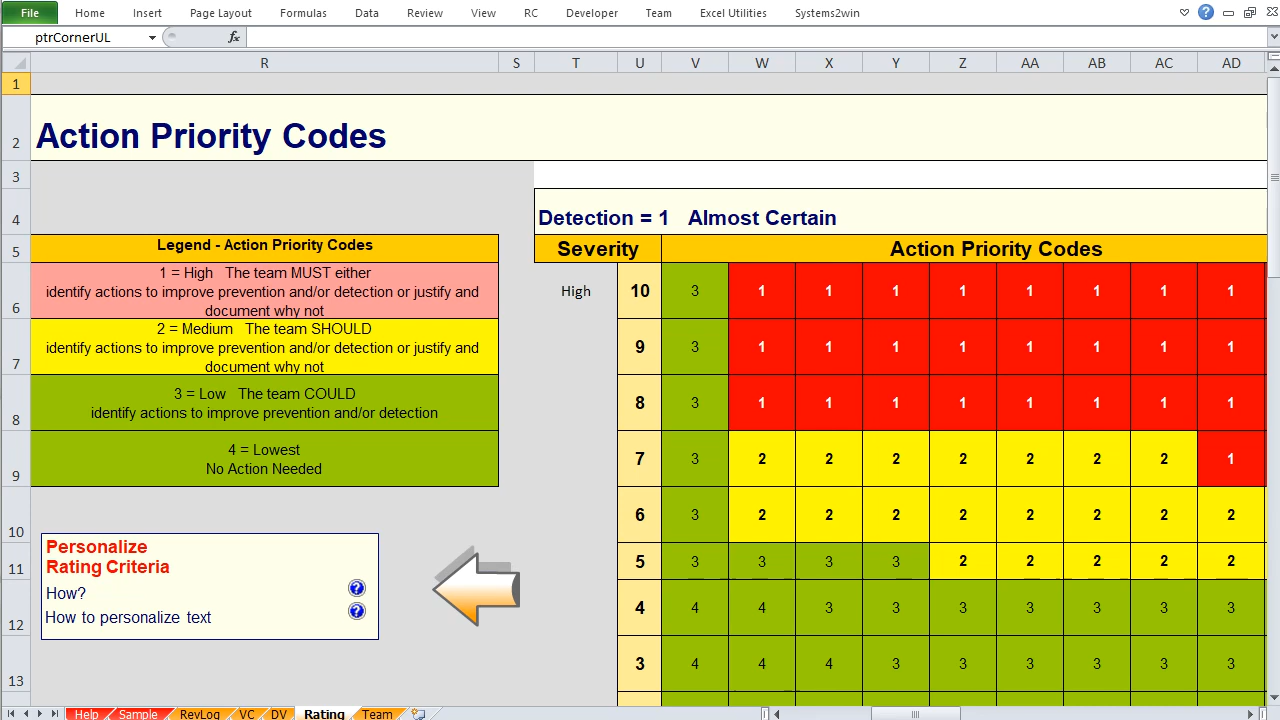 File Home Insert Page Layout Formulas Data Review View RC Developer Team Excel Utilities Systems2win ?
ptrCornerUL fx
R S T U V W X Y Z AA AB AC AD
1
2 Action Priority Codes
3
4 Detection = 1 Almost Certain
5 Legend - Action Priority Codes Severity Action Priority Codes
1 = High The team MUST either
identify actions to improve prevention and/or detection or justify and
document why not
6 High 10 3 1 1 1 1 1 1 1 1
2 = Medium The team SHOULD
identify actions to improve prevention and/or detection or justify and
document why not
7 9 3 1 1 1 1 1 1 1 1
3 = Low The team COULD
identify actions to improve prevention and/or detection
8 8 3 1 1 1 1 1 1 1 1
4 = Lowest
No Action Needed
9 7 3 2 2 2 2 2 2 2 1
10 6 3 2 2 2 2 2 2 2 2
Personalize
Rating Criteria
How? ?
How to personalize text ?
11 5 3 3 3 3 2 2 2 2 2
12 4 4 4 3 3 3 3 3 3 3
13 3 4 4 4 3 3 3 3 3 3
Help Sample RevLog VC DV Rating Team